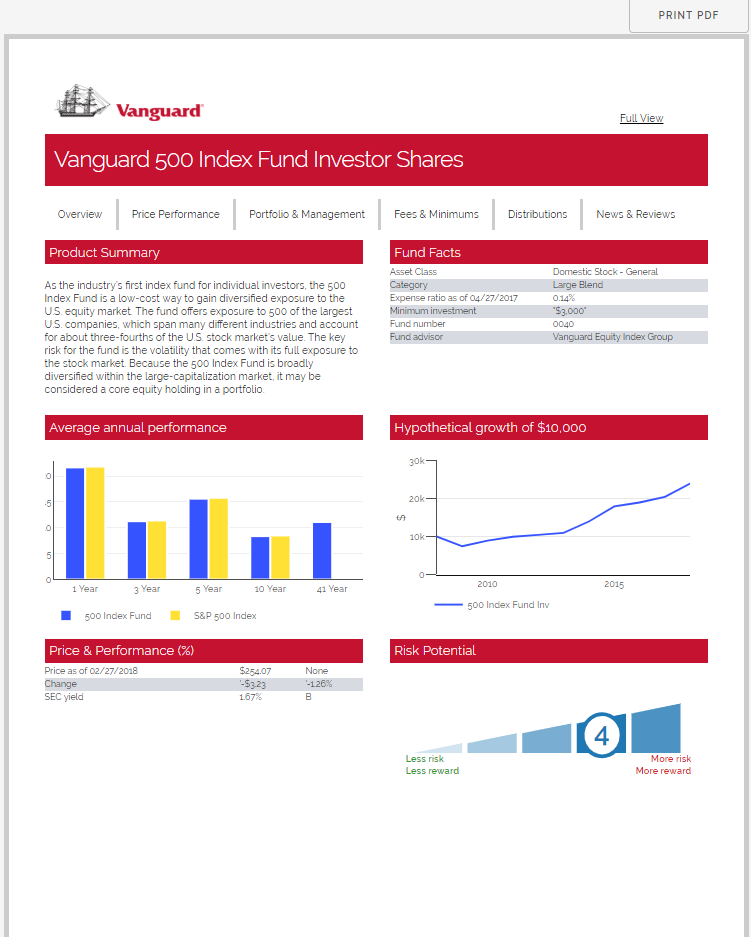 PRINT PDF
Vanguard
Full View
Vanguard 500 Index Fund Investor Shares
Overview
Price Performance
Portfolio & Management
Fees & Minimums
Distributions
News & Reviews
Product Summary
As the industry's first index fund for individual investors, the 500
Index Fund is a low-cost way to gain diversified exposure to the
U.S. equity market. The fund offers exposure to 500 of the largest
U.S. companies, which span many different industries and account
for about three-fourths of the U.S. stock market's value. The key
risk for the fund is the volatility that comes with its full exposure to
the stock market. Because the 500 Index Fund is broadly
diversified within the large-capitalization market, it may be
considered a core equity holding in a portfolio.
Fund Facts
Asset Class Domestic Stock - General
Category Large Blend
Expense ratio as of 04/27/2017 0.14%
Minimum investment "$3,000"
Fund number 0040
Fund advisor Vanguard Equity Index Group
Average annual performance
5
0
1 Year 3 Year 5 Year 10 Year 41 Year
500 Index Fund S&P 500 Index
Hypothetical growth of $10,000
30k
20k
$
10k
0
2010 2015
500 Index Fund Inv
Price & Performance (%)
Price as of 02/27/2018 $254.07 None
Change '-$3.23 '-1.26%
SEC yield 1.67% B
Risk Potential
4
Less risk More risk
Less reward More reward